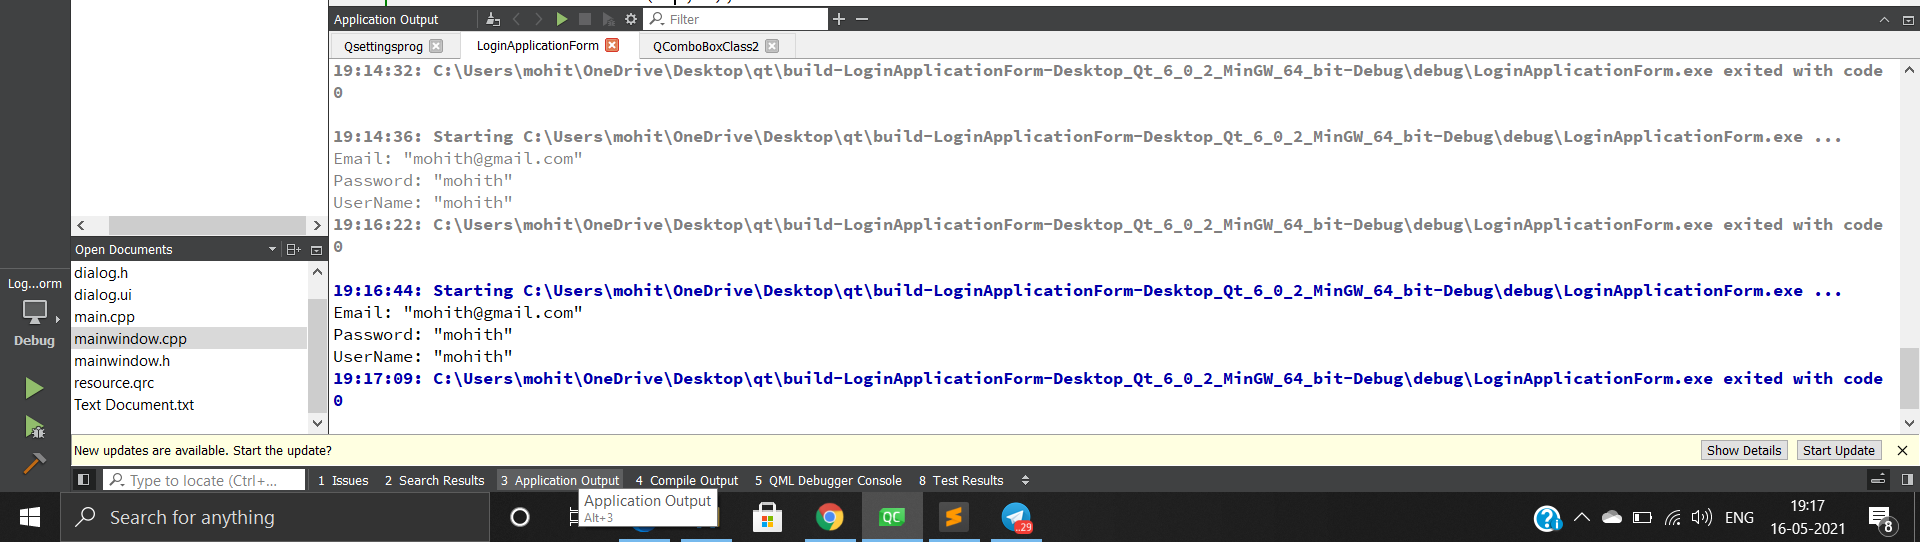 Application Output
Filter
Qsettingsprog
LoginApplicationForm
QComboBoxClass2
19:14:32: C:\Users\mohit\OneDrive\Desktop\qt\build-LoginApplicationForm-Desktop_Qt_6_0_2_MinGW_64_bit-Debug\debug\LoginApplicationForm.exe exited with code
0
19:14:36: Starting C:\Users\mohit\OneDrive\Desktop\qt\build-LoginApplicationForm-Desktop_Qt_6_0_2_MinGW_64_bit-Debug\debug\LoginApplicationForm.exe ...
Email: "mohith@gmail.com"
Password: "mohith"
UserName: "mohith"
19:16:22: C:\Users\mohit\OneDrive\Desktop\qt\build-LoginApplicationForm-Desktop_Qt_6_0_2_MinGW_64_bit-Debug\debug\LoginApplicationForm.exe exited with code
0
19:16:44: Starting C:\Users\mohit\OneDrive\Desktop\qt\build-LoginApplicationForm-Desktop_Qt_6_0_2_MinGW_64_bit-Debug\debug\LoginApplicationForm.exe ...
Email: "mohith@gmail.com"
Password: "mohith"
UserName: "mohith"
19:17:09: C:\Users\mohit\OneDrive\Desktop\qt\build-LoginApplicationForm-Desktop_Qt_6_0_2_MinGW_64_bit-Debug\debug\LoginApplicationForm.exe exited with code
0
Open Documents
dialog.h
dialog.ui
main.cpp
mainwindow.cpp
mainwindow.h
resource.qrc
Text Document.txt
Log...orm
Debug
New updates are available. Start the update?
Show Details
Start Update
Type to locate (Ctrl+...
1 Issues
2 Search Results
3 Application Output
4 Compile Output
5 QML Debugger Console
8 Test Results
Application Output
Alt+3
Search for anything
QC
..29
ENG
19:17
16-05-2021
8